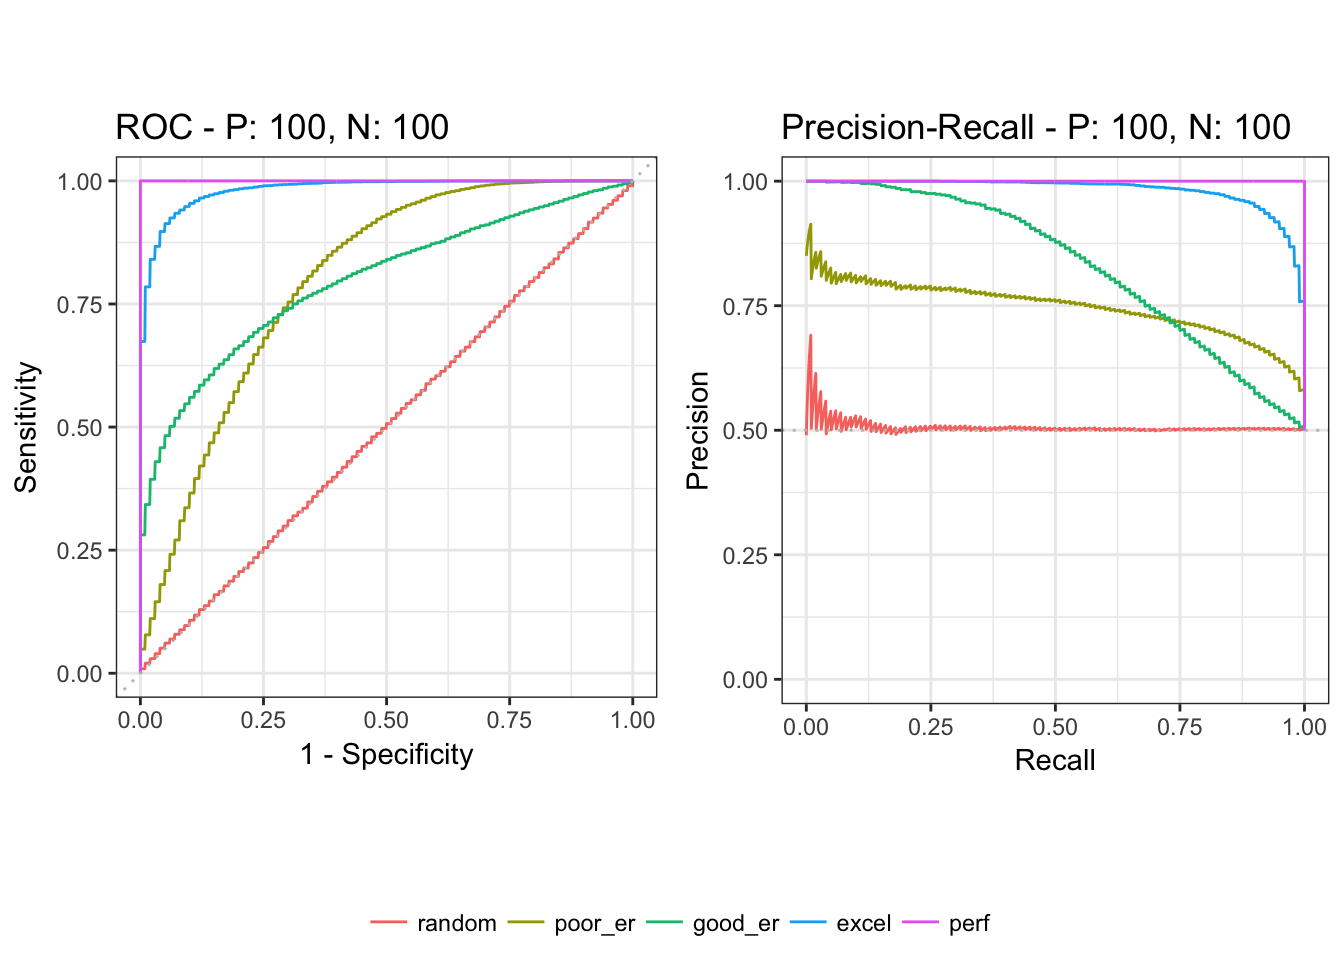 ROC - P: 100, N: 100
Sensitivity
1.00
0.75
0.50
0.25
0.00
0.00 0.25 0.50 0.75 1.00
1 - Specificity
Precision-Recall - P: 100, N: 100
Precision
1.00
0.75
0.50
0.25
0.00
0.00 0.25 0.50 0.75 1.00
Recall
random poor_er good_er excel perf